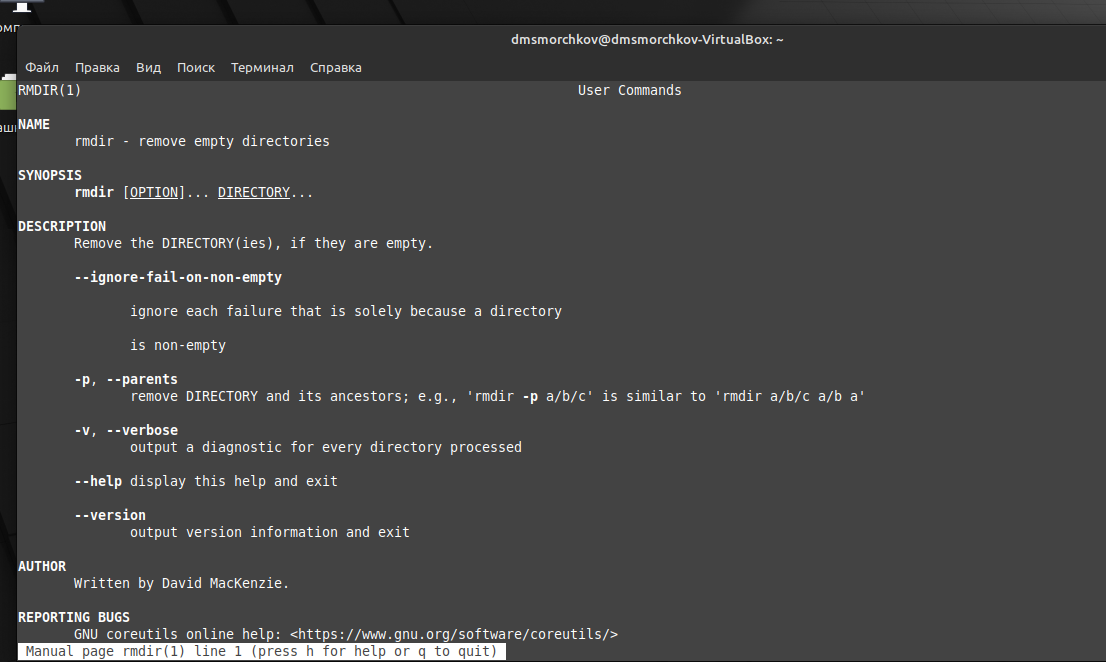 dmsmorchkov@dmsmorchkov-VirtualBox: ~
Файл Правка Вид Поиск Терминал Справка
RMDIR(1) User Commands
NAME
rmdir - remove empty directories
SYNOPSIS
rmdir [OPTION]... DIRECTORY...
DESCRIPTION
Remove the DIRECTORY(ies), if they are empty.
--ignore-fail-on-non-empty
ignore each failure that is solely because a directory
is non-empty
-p, --parents
remove DIRECTORY and its ancestors; e.g., 'rmdir -p a/b/c' is similar to 'rmdir a/b/c a/b a'
-v, --verbose
output a diagnostic for every directory processed
--help display this help and exit
--version
output version information and exit
AUTHOR
Written by David MacKenzie.
REPORTING BUGS
GNU coreutils online help: <https://www.gnu.org/software/coreutils/>
Manual page rmdir(1) line 1 (press h for help or q to quit)